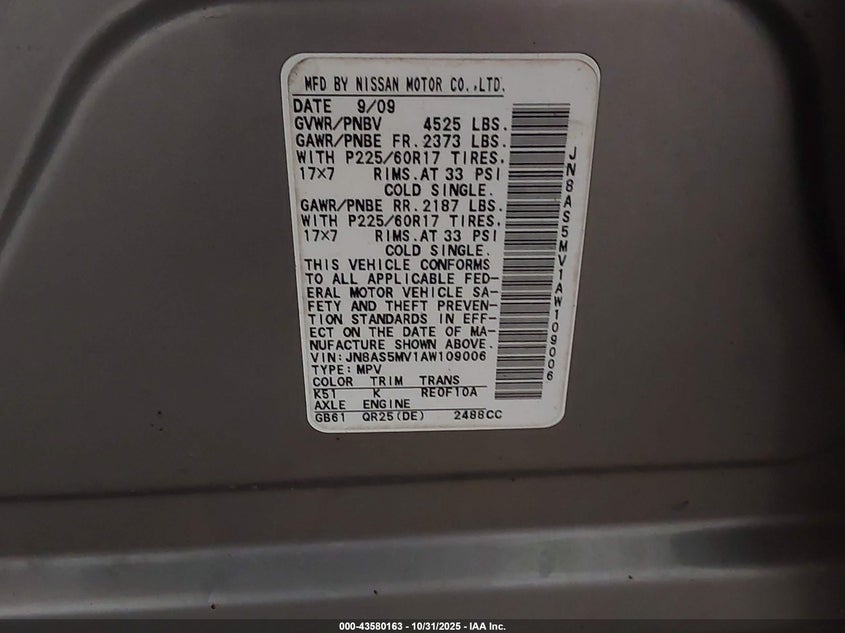 MFD BY NISSAN MOTOR CO.,LTD.
DATE 9/09
GVWR/PNBV 4525 LBS.
GAWR/PNBE FR. 2373 LBS.
WITH P225/60R17 TIRES.
17×7 RIMS. AT 33 PSI
COLD SINGLE.
GAWR/PNBE RR. 2187 LBS.
WITH P225/60R17 TIRES.
17×7 RIMS. AT 33 PSI
COLD SINGLE.
THIS VEHICLE CONFORMS
TO ALL APPLICABLE FED-
ERAL MOTOR VEHICLE SA-
FETY AND THEFT PREVEN-
TION STANDARDS IN EFF-
ECT ON THE DATE OF MA-
NUFACTURE SHOWN ABOVE.
VIN:JN8AS5MV1AW109006
TYPE:MPV
COLOR TRIM TRANS
K51 K RE0F10A
AXLE ENGINE
GB61 QR25(DE) 2488CC
JN8AS5MV1AW109006
000-43580163 - 10/31/2025 - IAA Inc.